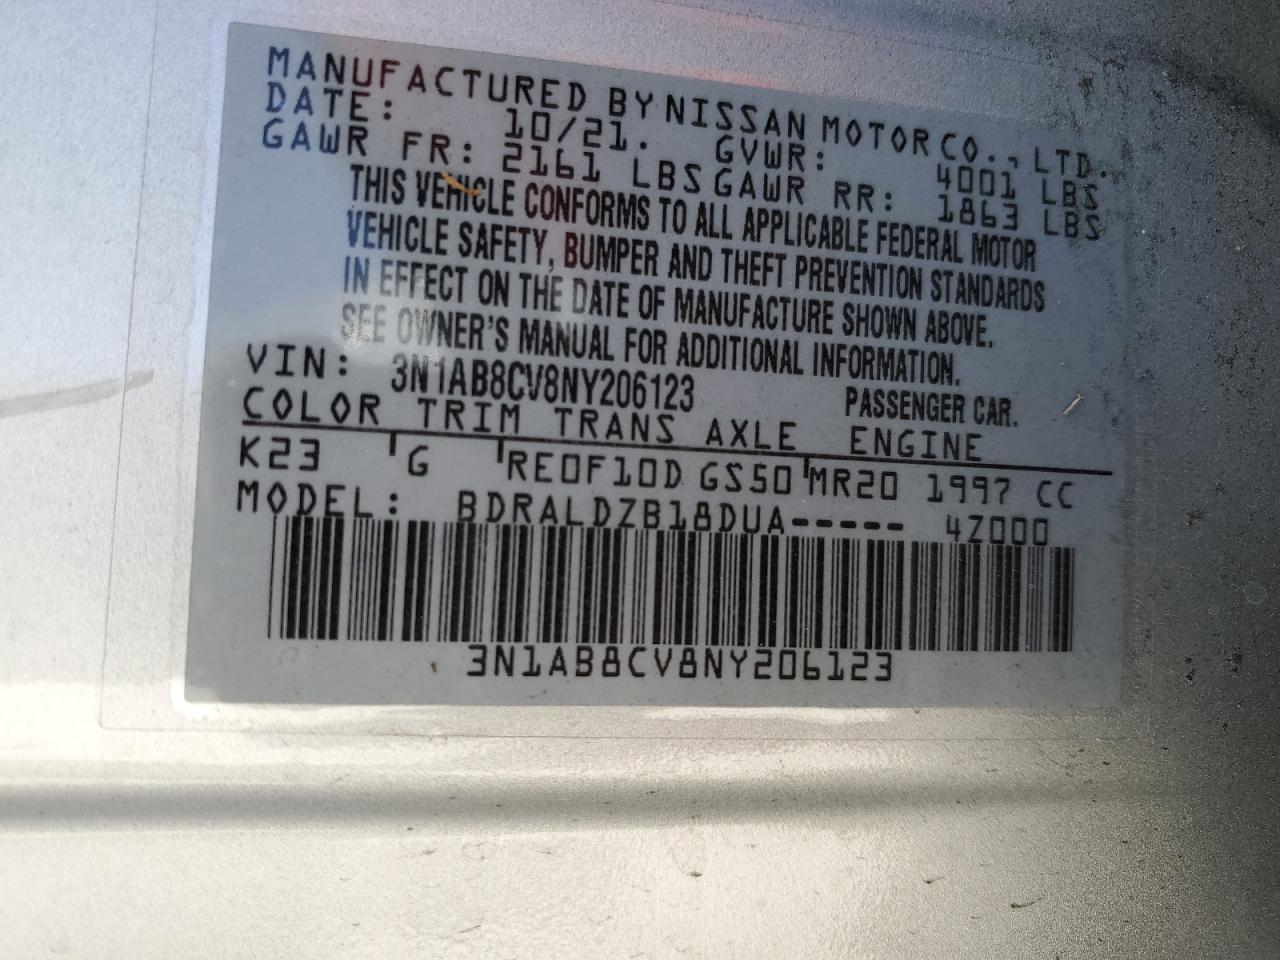 MANUFACTURED BY NISSAN MOTOR CO., LTD.
DATE: 10/21. GVWR: 4001 LBS
GAWR FR: 2161 LBS GAWR RR: 1863 LBS
THIS VEHICLE CONFORMS TO ALL APPLICABLE FEDERAL MOTOR
VEHICLE SAFETY, BUMPER AND THEFT PREVENTION STANDARDS
IN EFFECT ON THE DATE OF MANUFACTURE SHOWN ABOVE.
SEE OWNER'S MANUAL FOR ADDITIONAL INFORMATION.
VIN: 3N1AB8CV8NY206123 PASSENGER CAR.
COLOR TRIM TRANS AXLE ENGINE
K23 G RE0F10D GS50 MR20 1997 CC
MODEL: BDRALDZB18DUA----- 4Z000
3N1AB8CV8NY206123